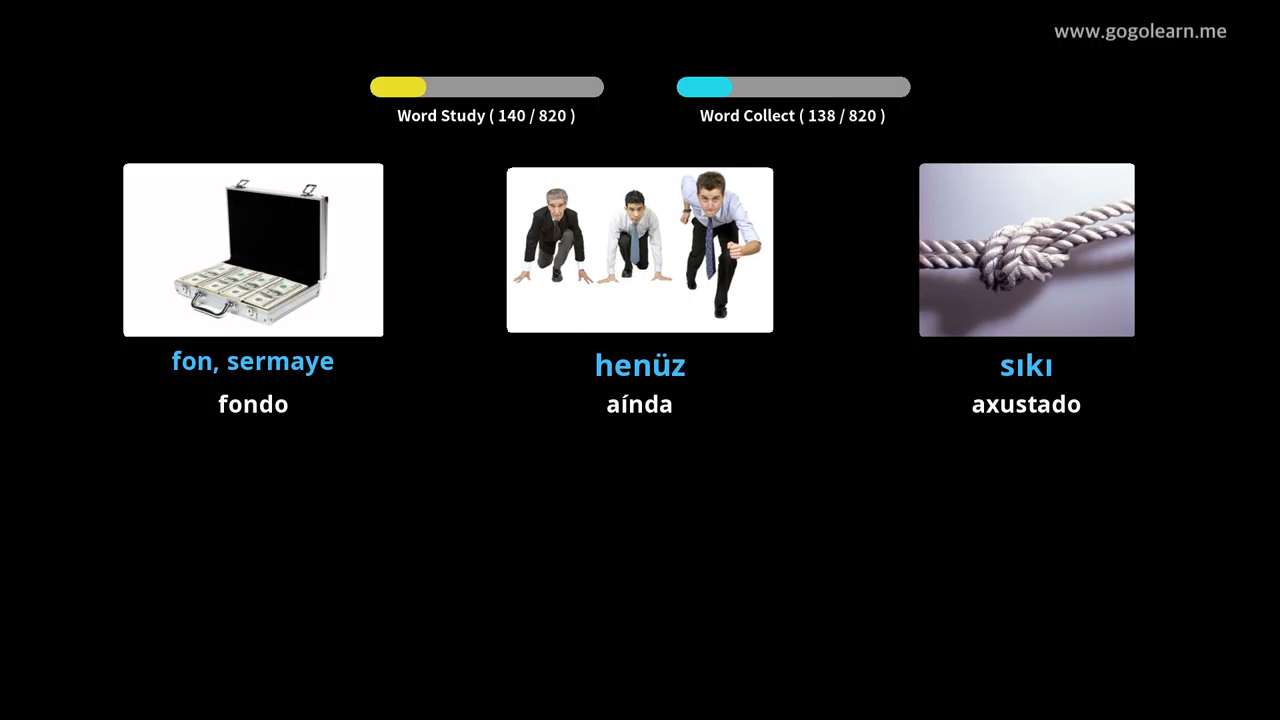 www.gogolearn.me
Word Study ( 140 / 820 )
Word Collect ( 138 / 820 )
fon, sermaye
fondo
henüz
aínda
sıkı
axustado